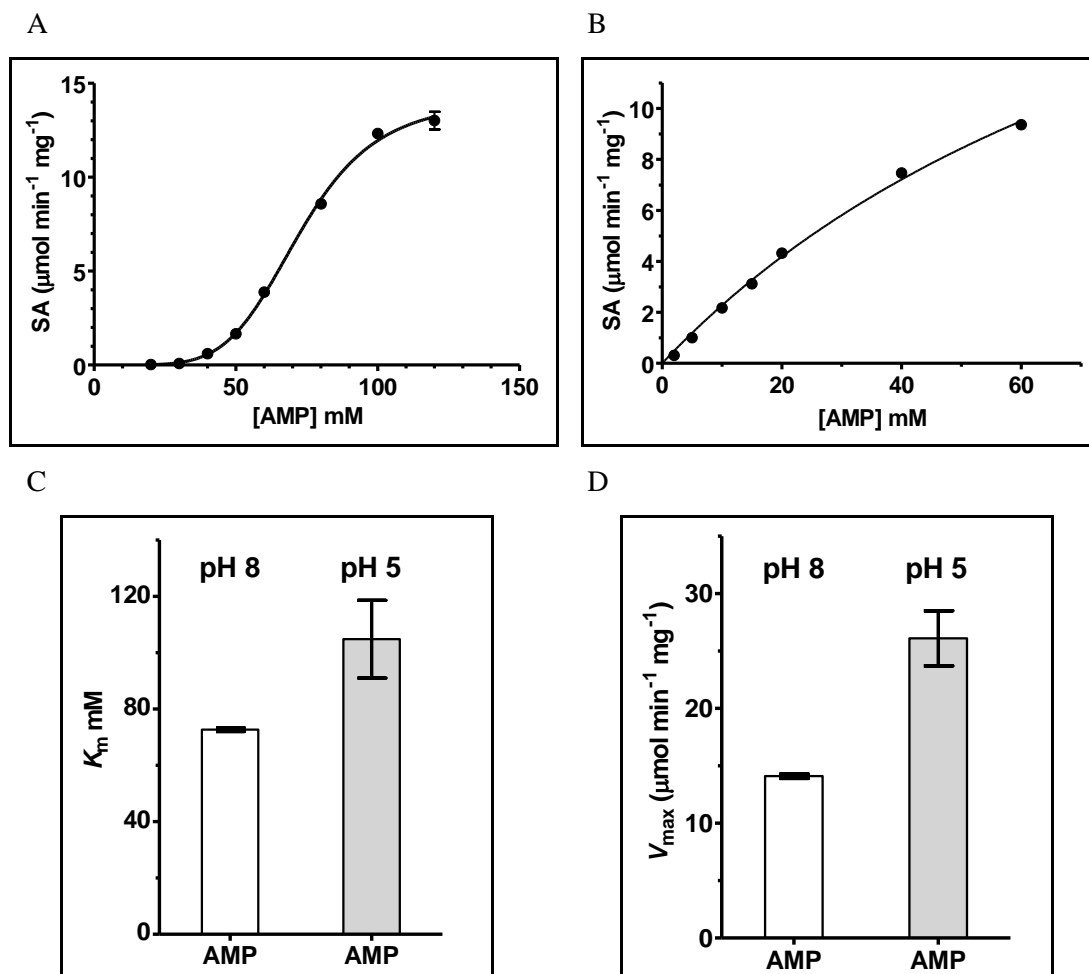 A
SA (μmol min⁻¹ mg⁻¹)
15
10
5
0
0 50 100 150
[AMP] mM
B
SA (μmol min⁻¹ mg⁻¹)
10
8
6
4
2
0
0 20 40 60
[AMP] mM
C
Km mM
120
80
40
0
pH 8 pH 5
AMP AMP
D
Vmax (μmol min⁻¹ mg⁻¹)
30
20
10
0
pH 8 pH 5
AMP AMP